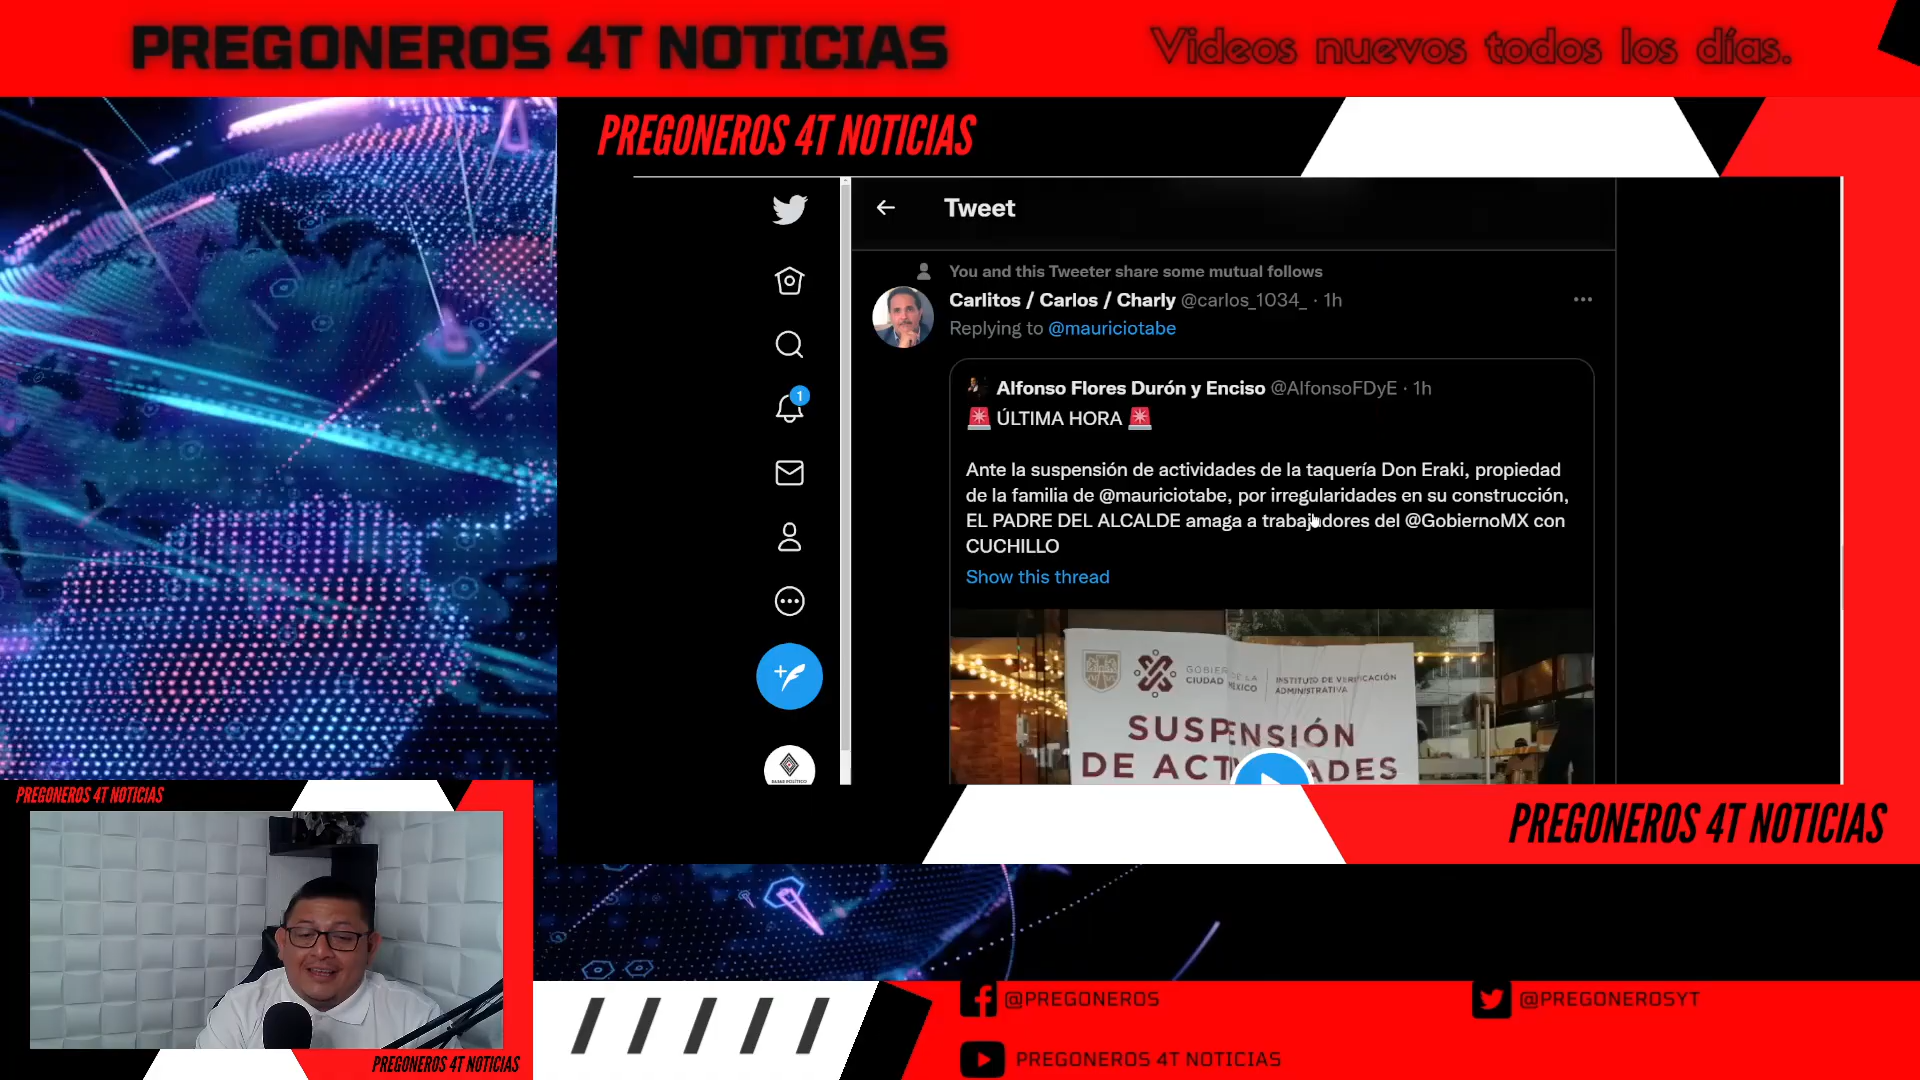 PREGONEROS 4T NOTICIAS
Videos nuevos todos los días.
PREGONEROS 4T NOTICIAS
Tweet
You and this Tweeter share some mutual follows
Carlitos / Carlos / Charly @carlos_1034_ · 1h
Replying to @mauriciotabe
Alfonso Flores Durón y Enciso @AlfonsoFDyE · 1h
🚨 ÚLTIMA HORA 🚨
Ante la suspensión de actividades de la taquería Don Eraki, propiedad
de la familia de @mauriciotabe, por irregularidades en su construcción,
EL PADRE DEL ALCALDE amaga a trabajadores del @GobiernoMX con
CUCHILLO
Show this thread
1
INSTITUTO DE VERIFICACIÓN
ADMINISTRATIVA
SUSPENSIÓN
DE ACTIVIDADES
PREGONEROS 4T NOTICIAS
PREGONEROS 4T NOTICIAS
PREGONEROS 4T NOTICIAS
@PREGONEROS
@PREGONEROSYT
PREGONEROS 4T NOTICIAS